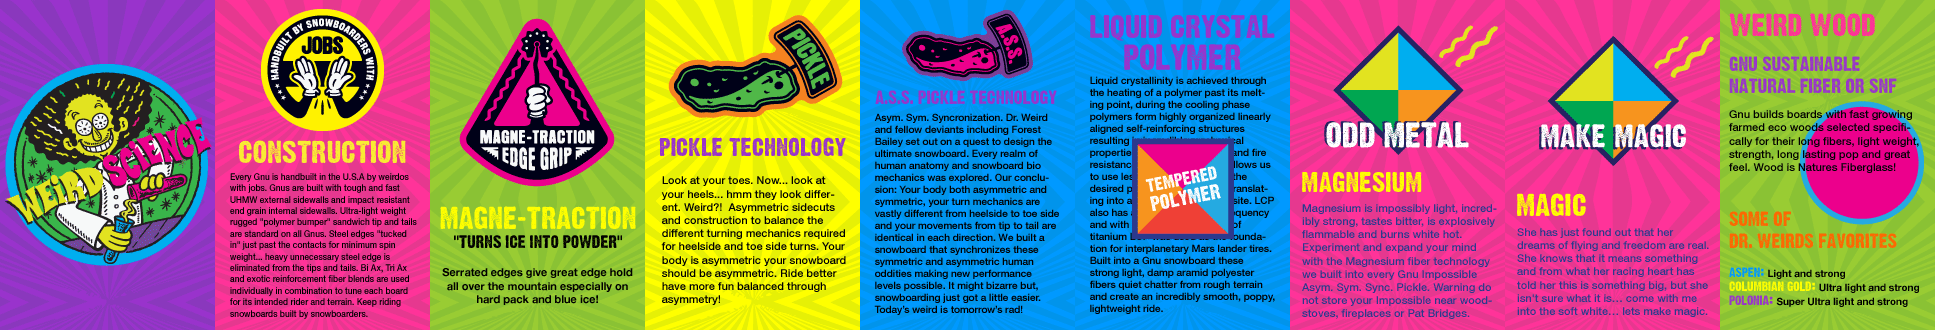 WEIRD SCIENCE
HANDBUILT BY SNOWBOARDERS WITH
JOBS
CONSTRUCTION
Every Gnu is handbuilt in the U.S.A by weirdos
with jobs. Gnus are built with tough and fast
UHMW external sidewalls and impact resistant
end grain internal sidewalls. Ultra-light weight
rugged "polymer bumper" sandwich tip and tails
are standard on all Gnus. Steel edges "tucked
in" just past the contacts for minimum spin
weight... heavy unnecessary steel edge is
eliminated from the tips and tails. Bi Ax, Tri Ax
and exotic reinforcement fiber blends are used
individually in combination to tune each board
for its intended rider and terrain. Keep riding
snowboards built by snowboarders.
MAGNE-TRACTION
EDGE GRIP
MAGNE-TRACTION
"TURNS ICE INTO POWDER"
Serrated edges give great edge hold
all over the mountain especially on
hard pack and blue ice!
PICKLE
PICKLE TECHNOLOGY
Look at your toes. Now... look at
your heels... hmm they look differ-
ent. Weird?! Asymmetric sidecuts
and construction to balance the
different turning mechanics required
for heelside and toe side turns. Your
body is asymmetric your snowboard
should be asymmetric. Ride better
have more fun balanced through
asymmetry!
A.S.S.
A.S.S. PICKLE TECHNOLOGY
Asym. Sym. Syncronization. Dr. Weird
and fellow deviants including Forest
Bailey set out on a quest to design the
ultimate snowboard. Every realm of
human anatomy and snowboard bio
mechanics was explored. Our conclu-
sion: Your body both asymmetric and
symmetric, your turn mechanics are
vastly different from heelside to toe side
and your movements from tip to tail are
identical in each direction. We built a
snowboard that synchronizes these
symmetric and asymmetric human
oddities making new performance
levels possible. It might bizarre but,
snowboarding just got a little easier.
Today's weird is tomorrow's rad!
LIQUID CRYSTAL
POLYMER
Liquid crystallinity is achieved through
the heating of a polymer past its melt-
ing point, during the cooling phase
polymers form highly organized linearly
aligned self-reinforcing structures
resulting
propertie and fire
resistanc llows us
to use les the
desired p ranslat-
ing into a site. LCP
also has quency
and with of
titanium ounda-
tion for interplanetary Mars lander tires.
Built into a Gnu snowboard these
strong light, damp aramid polyester
fibers quiet chatter from rough terrain
and create an incredibly smooth, poppy,
lightweight ride.
TEMPERED
POLYMER
ODD METAL
MAGNESIUM
Magnesium is impossibly light, incred-
ibly strong, tastes bitter, is explosively
flammable and burns white hot.
Experiment and expand your mind
with the Magnesium fiber technology
we built into every Gnu Impossible
Asym. Sym. Sync. Pickle. Warning do
not store your Impossible near wood-
stoves, fireplaces or Pat Bridges.
MAKE MAGIC
MAGIC
She has just found out that her
dreams of flying and freedom are real.
She knows that it means something
and from what her racing heart has
told her this is something big, but she
isn't sure what it is... come with me
into the soft white... lets make magic.
WEIRD WOOD
GNU SUSTAINABLE
NATURAL FIBER OR SNF
Gnu builds boards with fast growing
farmed eco woods selected specifi-
cally for their long fibers, light weight,
strength, long lasting pop and great
feel. Wood is Natures Fiberglass!
SOME OF
DR. WEIRDS FAVORITES
ASPEN: Light and strong
COLUMBIAN GOLD: Ultra light and strong
POLONIA: Super Ultra light and strong